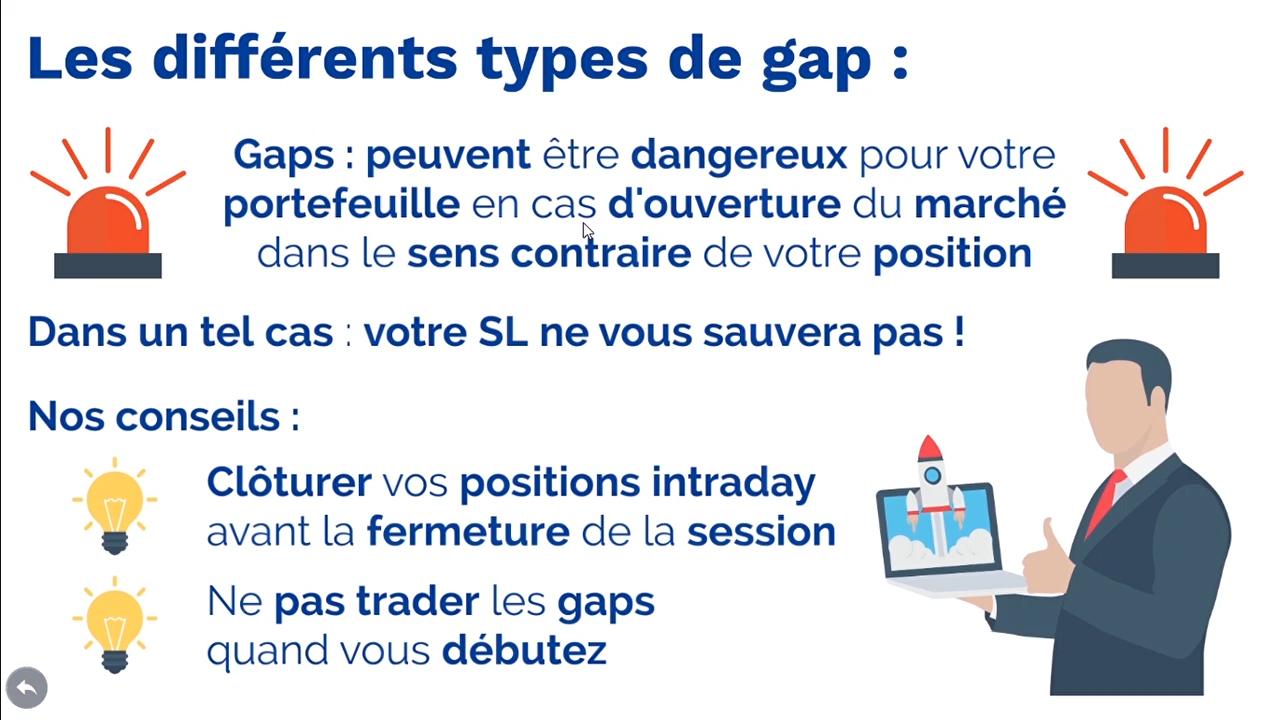 Les différents types de gap :
Gaps : peuvent être dangereux pour votre
portefeuille en cas d'ouverture du marché
dans le sens contraire de votre position
Dans un tel cas : votre SL ne vous sauvera pas !
Nos conseils :
Clôturer vos positions intraday
avant la fermeture de la session
Ne pas trader les gaps
quand vous débutez